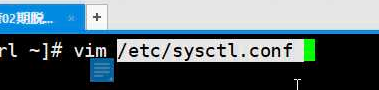 02期脱... × +
rl ~]# vim /etc/sysctl.conf